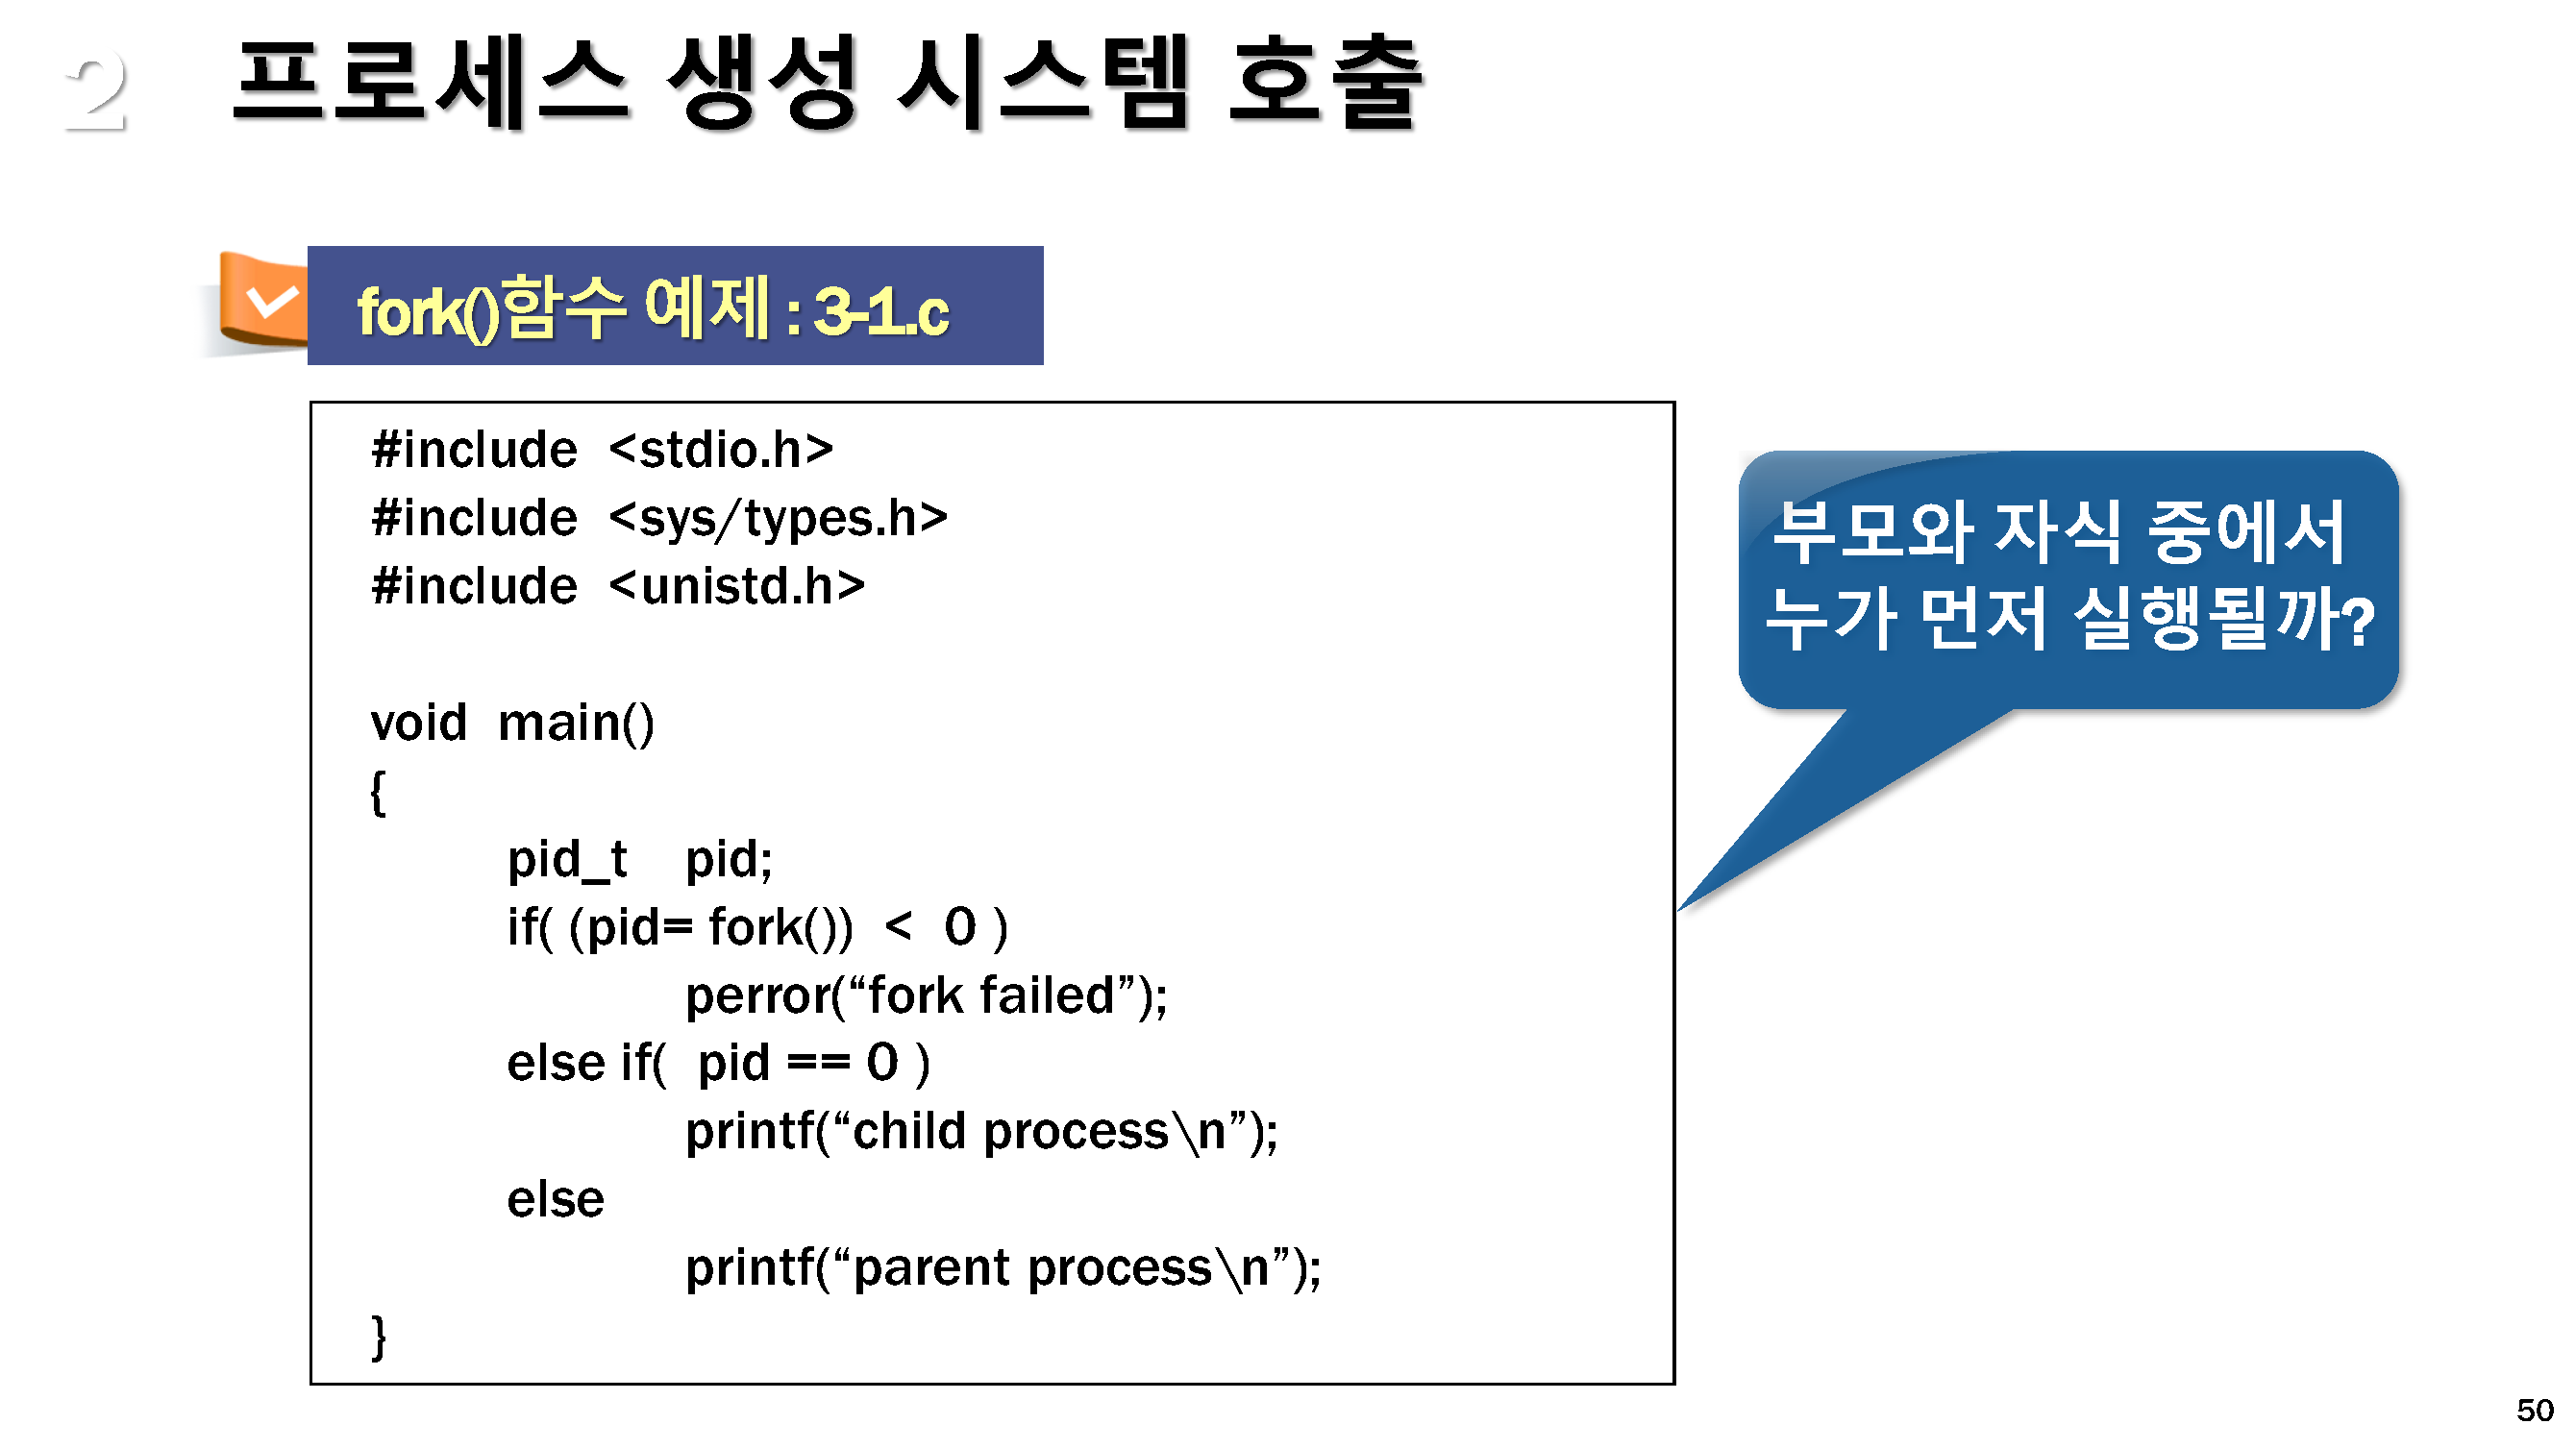 2 프로세스 생성 시스템 호출
fork()함수 예제 : 3-1.c
#include <stdio.h>
#include <sys/types.h>
#include <unistd.h>
void main()
{
pid_t pid;
if( (pid= fork()) < 0 )
perror(“fork failed”);
else if( pid == 0 )
printf(“child process\n”);
else
printf(“parent process\n”);
}
부모와 자식 중에서
누가 먼저 실행될까?
50